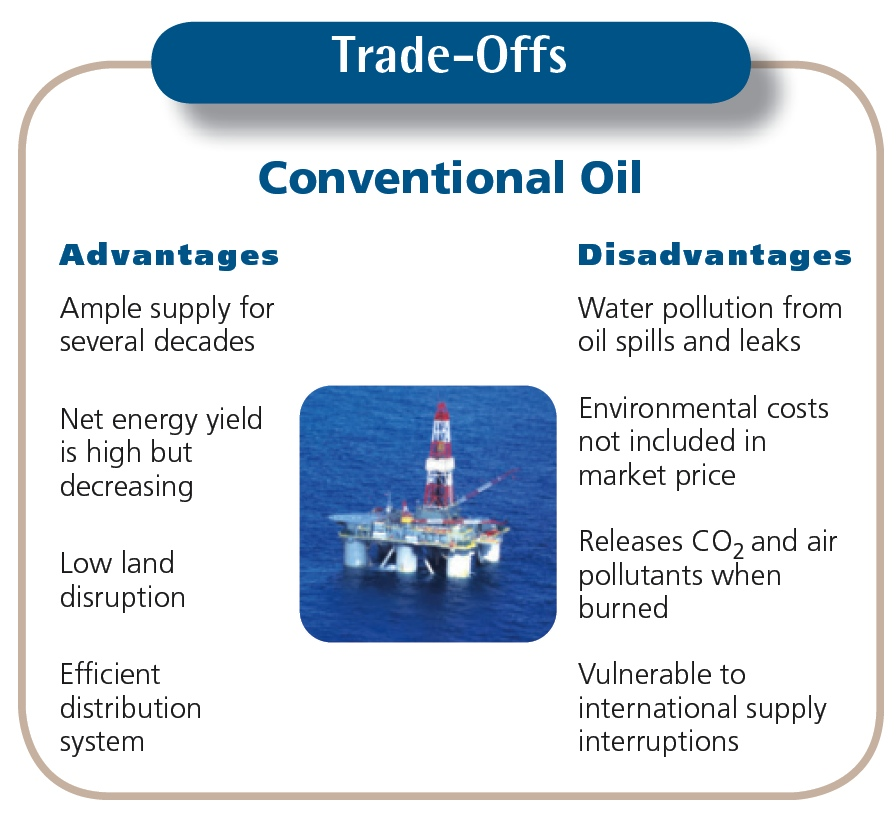 Trade-Offs
Conventional Oil
Advantages
Ample supply for
several decades
Net energy yield
is high but
decreasing
Low land
disruption
Efficient
distribution
system
Disadvantages
Water pollution from
oil spills and leaks
Environmental costs
not included in
market price
Releases CO₂ and air
pollutants when
burned
Vulnerable to
international supply
interruptions